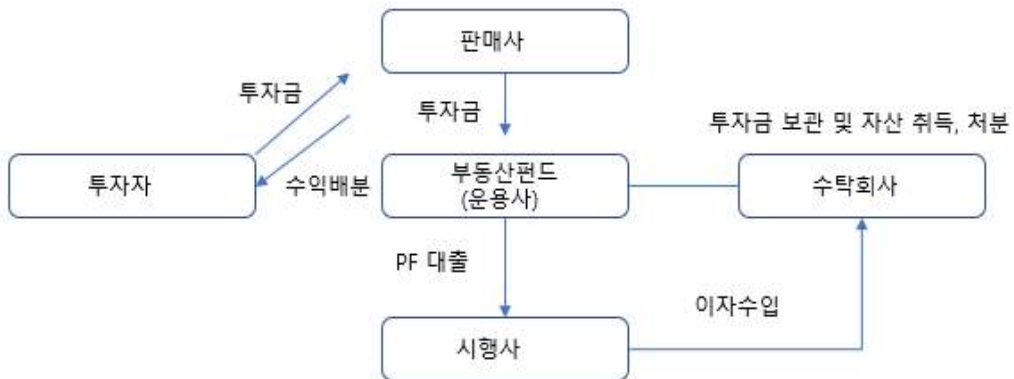 판매사
투자금
투자금
투자금 보관 및 자산 취득, 처분
투자자
수익배분
부동산펀드
(운용사)
수탁회사
PF 대출
이자수입
시행사